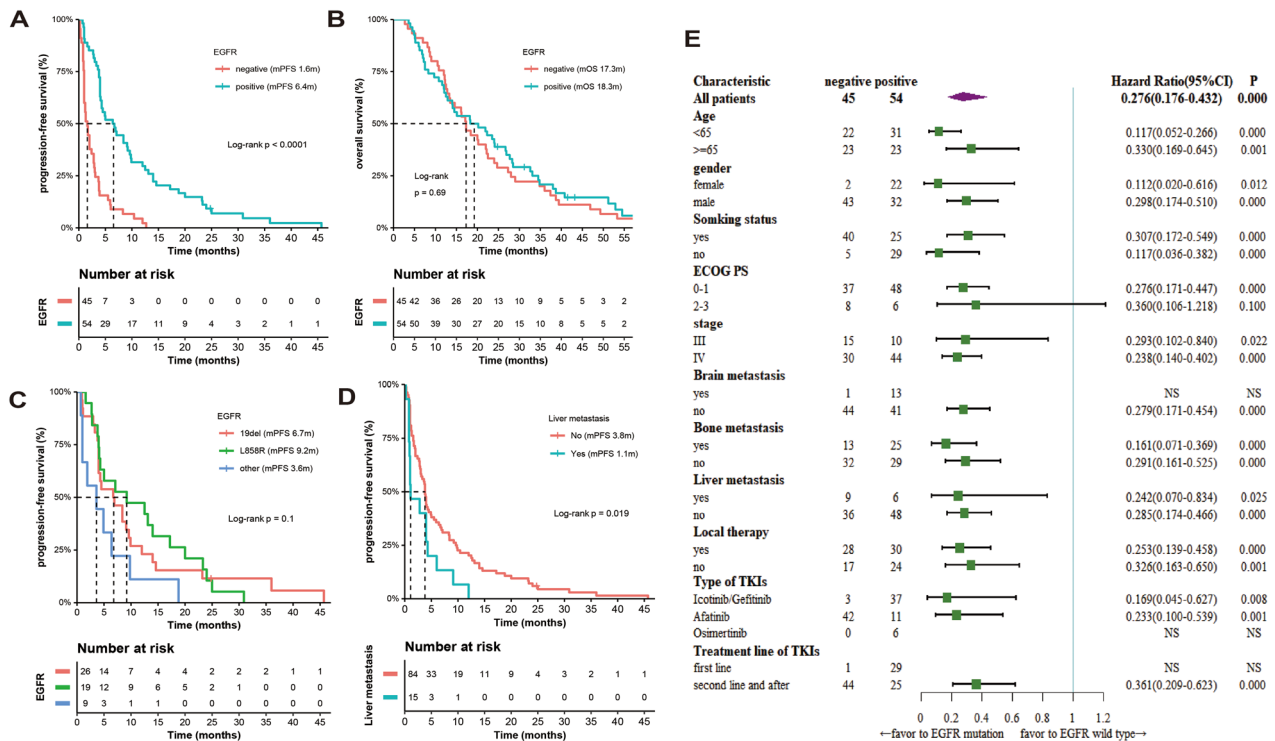 A
100%
75%
50%
25%
0%
progression-free survival (%)
EGFR
negative (mPFS 1.6m)
positive (mPFS 6.4m)
Log-rank p < 0.0001
0 5 10 15 20 25 30 35 40 45
Time (months)
Number at risk
EGFR
45 7 3 0 0 0 0 0 0 0
54 29 17 11 9 4 3 2 1 1
0 5 10 15 20 25 30 35 40 45
Time (months)
B
100%
75%
50%
25%
0%
overall survival (%)
EGFR
negative (mOS 17.3m)
positive (mOS 18.3m)
Log-rank
p = 0.69
0 5 10 15 20 25 30 35 40 45 50 55
Time (months)
Number at risk
EGFR
45 42 36 26 20 13 10 9 5 5 3 2
54 50 39 30 27 20 15 10 8 5 5 2
0 5 10 15 20 25 30 35 40 45 50 55
Time (months)
C
100%
75%
50%
25%
0%
progression-free survival (%)
EGFR
19del (mPFS 6.7m)
L858R (mPFS 9.2m)
other (mPFS 3.6m)
Log-rank p = 0.1
0 5 10 15 20 25 30 35 40 45
Time (months)
Number at risk
EGFR
26 14 7 4 4 2 2 2 1 1
19 12 9 6 5 2 1 0 0 0
9 3 1 1 0 0 0 0 0 0
0 5 10 15 20 25 30 35 40 45
Time (months)
D
100%
75%
50%
25%
0%
progression-free survival (%)
Liver metastasis
No (mPFS 3.8m)
Yes (mPFS 1.1m)
Log-rank p = 0.019
0 5 10 15 20 25 30 35 40 45
Time (months)
Number at risk
Liver metastasis
84 33 19 11 9 4 3 2 1 1
15 3 1 0 0 0 0 0 0 0
0 5 10 15 20 25 30 35 40 45
Time (months)
E
Characteristic negative positive Hazard Ratio(95%CI) P
All patients 45 54 0.276(0.176-0.432) 0.000
Age
<65 22 31 0.117(0.052-0.266) 0.000
>=65 23 23 0.330(0.169-0.645) 0.001
gender
female 2 22 0.112(0.020-0.616) 0.012
male 43 32 0.298(0.174-0.510) 0.000
Somking status
yes 40 25 0.307(0.172-0.549) 0.000
no 5 29 0.117(0.036-0.382) 0.000
ECOG PS
0-1 37 48 0.276(0.171-0.447) 0.000
2-3 8 6 0.360(0.106-1.218) 0.100
stage
III 15 10 0.293(0.102-0.840) 0.022
IV 30 44 0.238(0.140-0.402) 0.000
Brain metastasis
yes 1 13 NS NS
no 44 41 0.279(0.171-0.454) 0.000
Bone metastasis
yes 13 25 0.161(0.071-0.369) 0.000
no 32 29 0.291(0.161-0.525) 0.000
Liver metastasis
yes 9 6 0.242(0.070-0.834) 0.025
no 36 48 0.285(0.174-0.466) 0.000
Local therapy
yes 28 30 0.253(0.139-0.458) 0.000
no 17 24 0.326(0.163-0.650) 0.001
Type of TKIs
Icotinib/Gefitinib 3 37 0.169(0.045-0.627) 0.008
Afatinib 42 11 0.233(0.100-0.539) 0.001
Osimertinib 0 6 NS NS
Treatment line of TKIs
first line 1 29 NS NS
second line and after 44 25 0.361(0.209-0.623) 0.000
0 0.2 0.4 0.6 0.8 1 1.2
←favor to EGFR mutation favor to EGFR wild type→